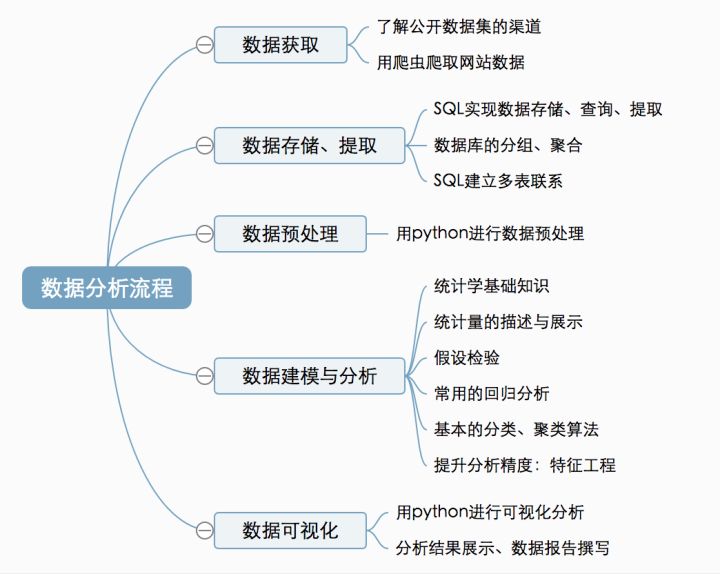 数据分析流程
数据获取
了解公开数据集的渠道
用爬虫爬取网站数据
数据存储、提取
SQL实现数据存储、查询、提取
数据库的分组、聚合
SQL建立多表联系
数据预处理
用python进行数据预处理
数据建模与分析
统计学基础知识
统计量的描述与展示
假设检验
常用的回归分析
基本的分类、聚类算法
提升分析精度：特征工程
数据可视化
用python进行可视化分析
分析结果展示、数据报告撰写